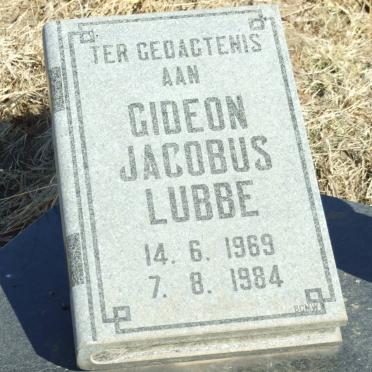 TER GEDAGTENIS
AAN
GIDEON
JACOBUS
LUBBE
14. 6. 1969
7. 8. 1984